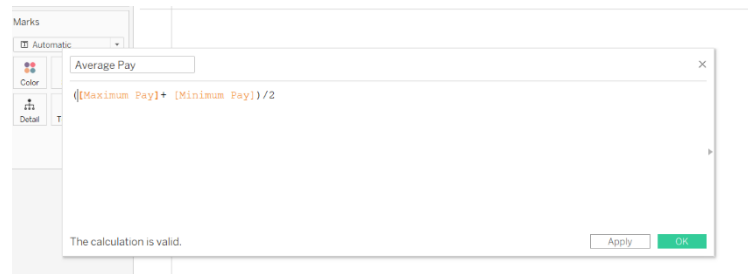 Marks
Automatic
Average Pay
Color
([Maximum Pay]+ [Minimum Pay])/2
Detail
T
The calculation is valid.
Apply
OK